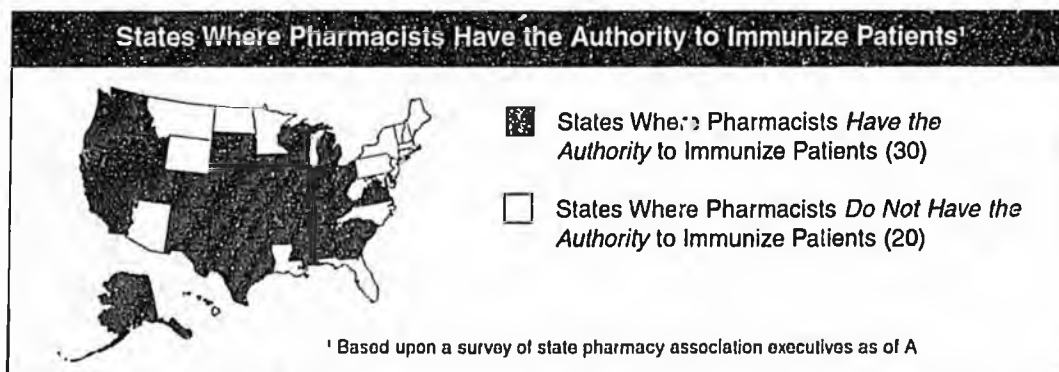 States Where Pharmacists Have the Authority to Immunize Patients¹
States Where Pharmacists Have the
Authority to Immunize Patients (30)
States Where Pharmacists Do Not Have the
Authority to Immunize Patients (20)
¹ Based upon a survey of state pharmacy association executives as of A